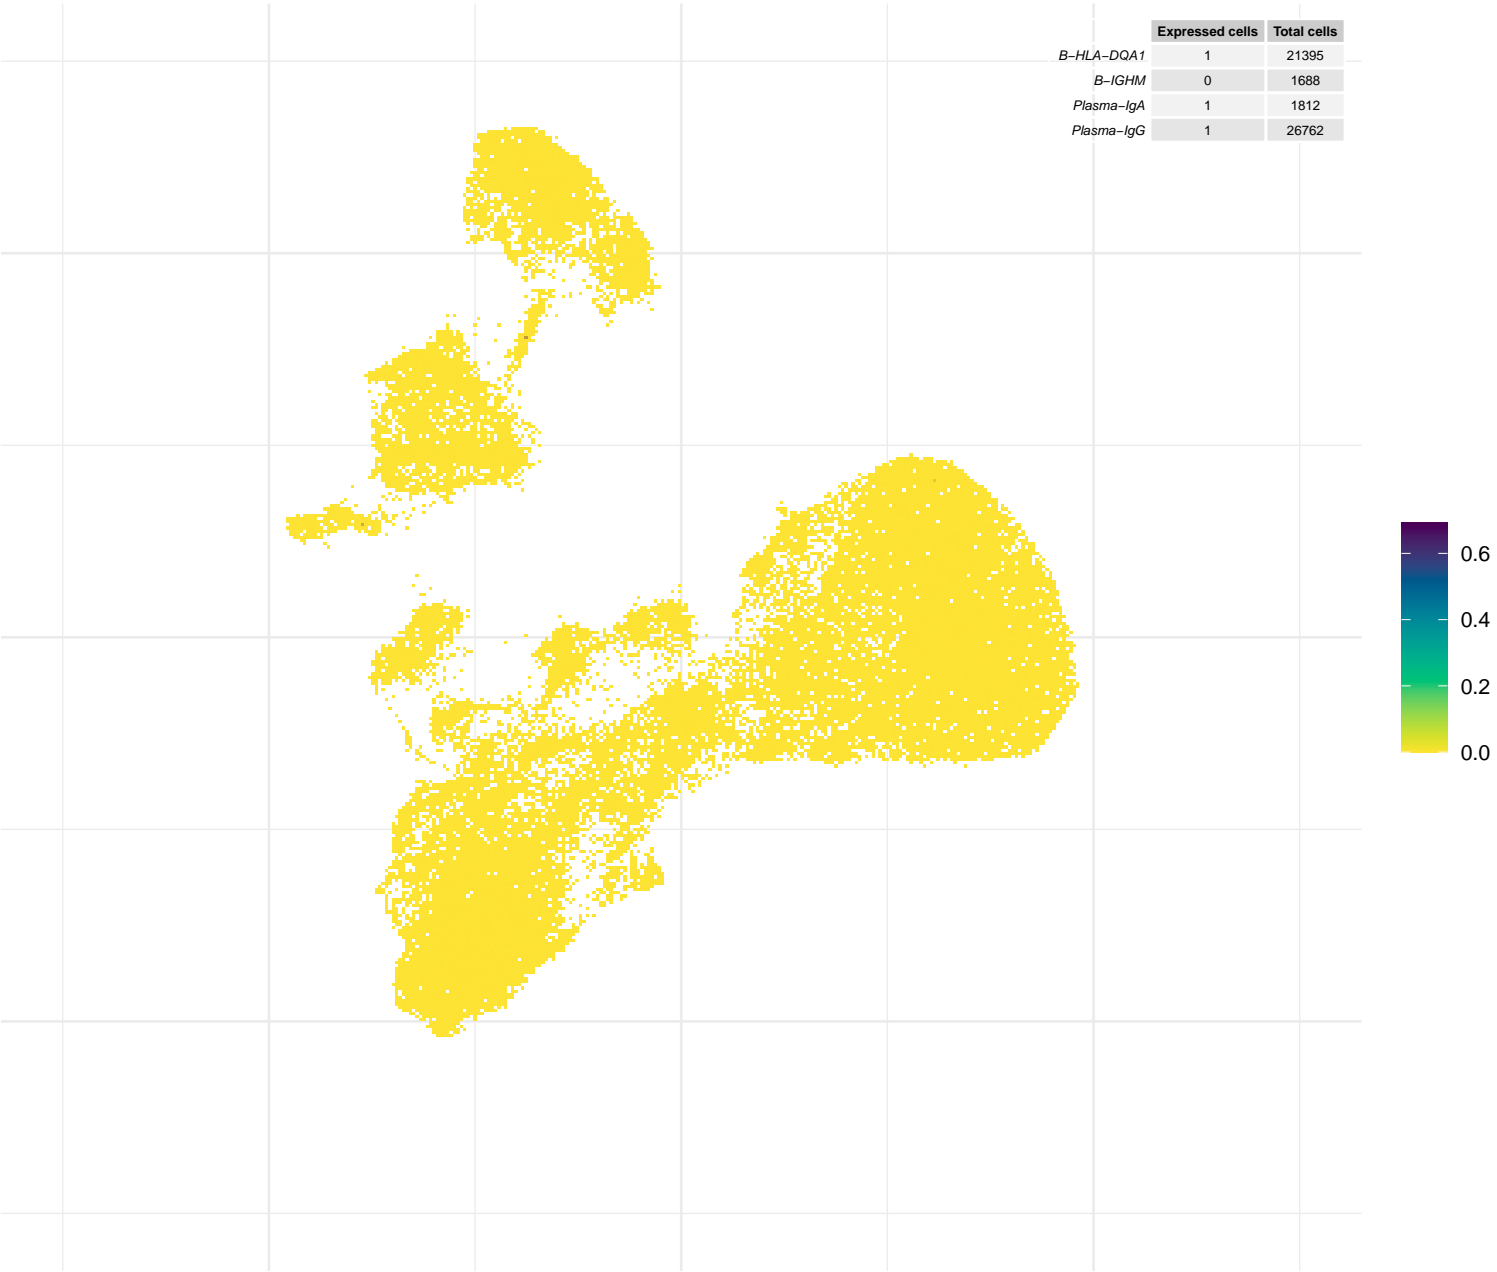 Expressed cells Total cells
B−HLA−DQA1 1 21395
B−IGHM 0 1688
Plasma−IgA 1 1812
Plasma−IgG 1 26762
0.6
0.4
0.2
0.0